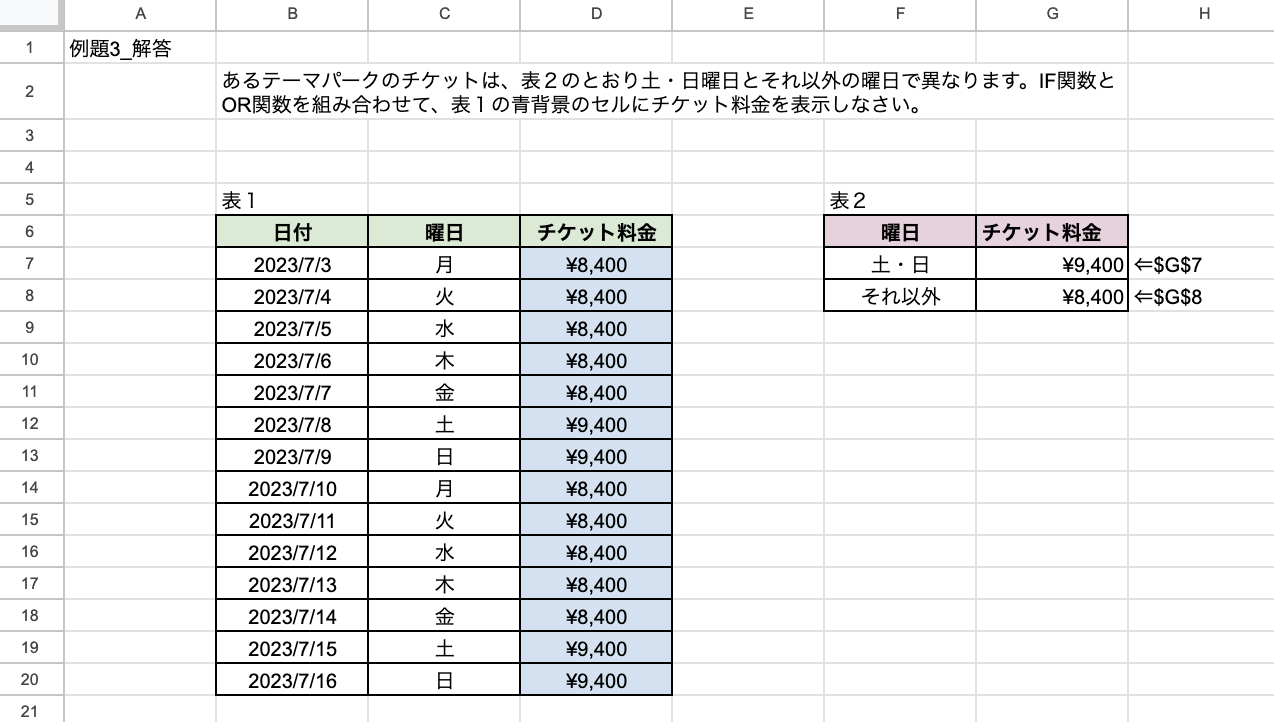 A B C D E F G H
1 例題3_解答
2 あるテーマパークのチケットは、表２のとおり土・日曜日とそれ以外の曜日で異なります。IF関数と
OR関数を組み合わせて、表１の青背景のセルにチケット料金を表示しなさい。
3
4
5 表１ 表２
6 日付 曜日 チケット料金 曜日 チケット料金
7 2023/7/3 月 ¥8,400 土・日 ¥9,400 ⇐$G$7
8 2023/7/4 火 ¥8,400 それ以外 ¥8,400 ⇐$G$8
9 2023/7/5 水 ¥8,400
10 2023/7/6 木 ¥8,400
11 2023/7/7 金 ¥8,400
12 2023/7/8 土 ¥9,400
13 2023/7/9 日 ¥9,400
14 2023/7/10 月 ¥8,400
15 2023/7/11 火 ¥8,400
16 2023/7/12 水 ¥8,400
17 2023/7/13 木 ¥8,400
18 2023/7/14 金 ¥8,400
19 2023/7/15 土 ¥9,400
20 2023/7/16 日 ¥9,400
21